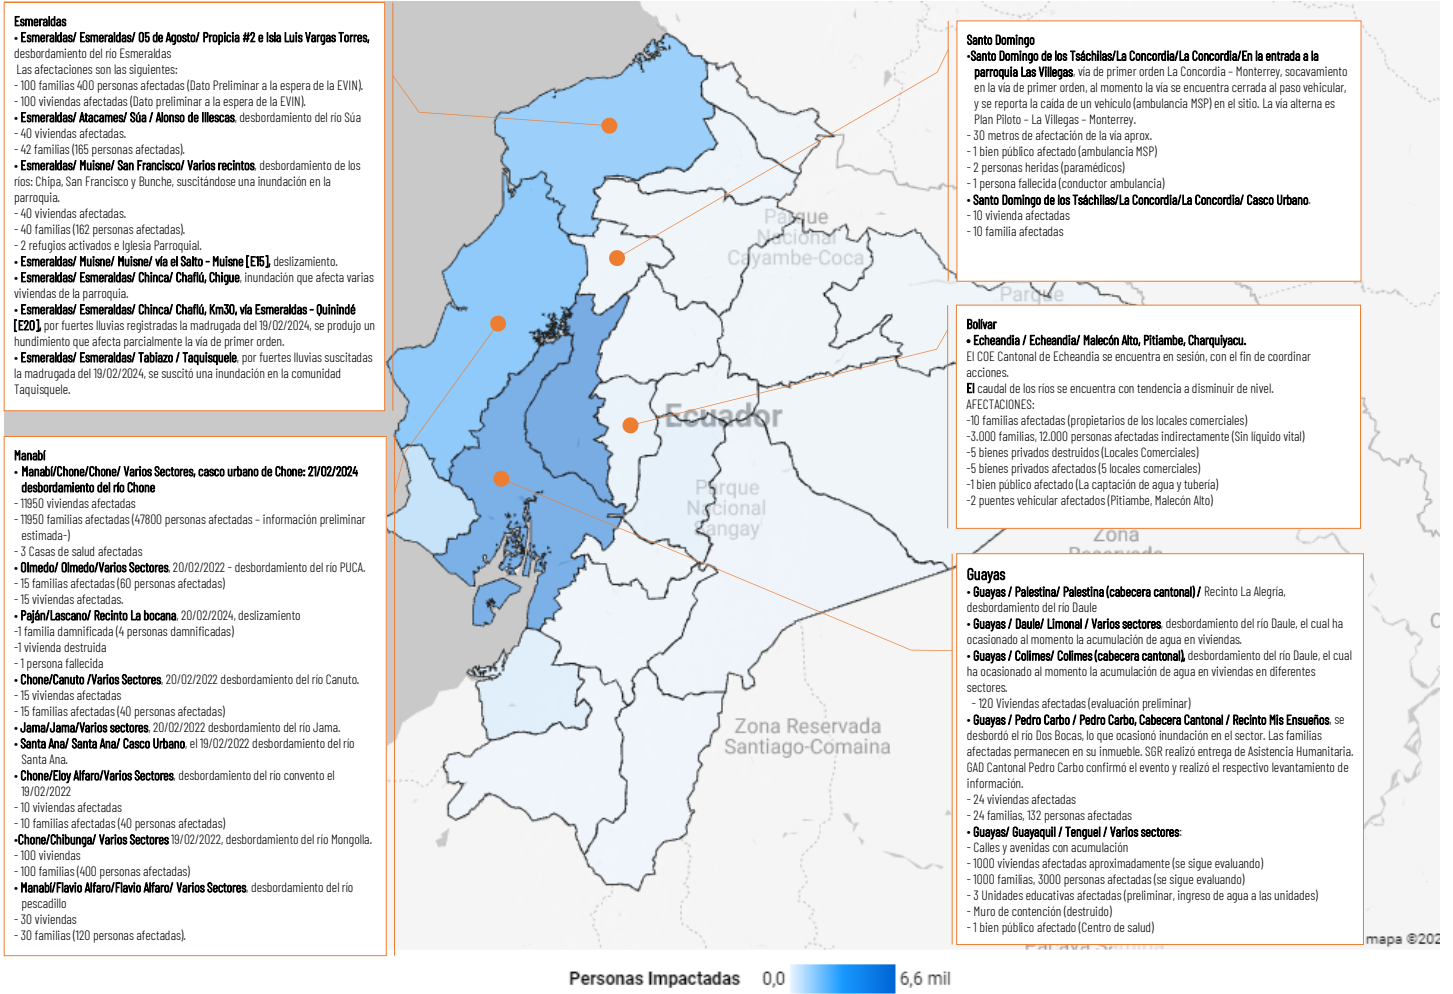 Esmeraldas
• Esmeraldas/ Esmeraldas/ 05 de Agosto/ Propicia #2 e Isla Luis Vargas Torres,
desbordamiento del río Esmeraldas
Las afectaciones son las siguientes:
- 100 familias 400 personas afectadas (Dato Preliminar a la espera de la EVIN).
- 100 viviendas afectadas (Dato preliminar a la espera de la EVIN).
• Esmeraldas/ Atacames/ Súa / Alonso de Illescas, desbordamiento del río Súa
- 40 viviendas afectadas.
- 42 familias (165 personas afectadas).
• Esmeraldas/ Muisne/ San Francisco/ Varios recintos, desbordamiento de los
ríos: Chipa, San Francisco y Bunche, suscitándose una inundación en la
parroquia.
- 40 viviendas afectadas.
- 40 familias (162 personas afectadas).
- 2 refugios activados e Iglesia Parroquial.
• Esmeraldas/ Muisne/ Muisne/ vía el Salto - Muisne [E15], deslizamiento.
• Esmeraldas/ Esmeraldas/ Chinca/ Chaflú, Chigue, inundación que afecta varias
viviendas de la parroquia.
• Esmeraldas/ Esmeraldas/ Chinca/ Chaflú, Km30, vía Esmeraldas - Quinindé
[E20], por fuertes lluvias registradas la madrugada del 19/02/2024, se produjo un
hundimiento que afecta parcialmente la vía de primer orden.
• Esmeraldas/ Esmeraldas/ Tabiazo / Taquisquele, por fuertes lluvias suscitadas
la madrugada del 19/02/2024, se suscitó una inundación en la comunidad
Taquisquele.
Manabí
• Manabí/Chone/Chone/ Varios Sectores, casco urbano de Chone: 21/02/2024
desbordamiento del río Chone
- 11950 viviendas afectadas
- 11950 familias afectadas (47800 personas afectadas – información preliminar
estimada-)
- 3 Casas de salud afectadas
• Olmedo/ Olmedo/Varios Sectores, 20/02/2022 - desbordamiento del río PUCA.
- 15 familias afectadas (60 personas afectadas)
- 15 viviendas afectadas.
• Paján/Lascano/ Recinto La bocana, 20/02/2024, deslizamiento
-1 familia damnificada (4 personas damnificadas)
-1 vivienda destruida
- 1 persona fallecida
• Chone/Canuto /Varios Sectores, 20/02/2022 desbordamiento del río Canuto.
- 15 viviendas afectadas
- 15 familias afectadas (40 personas afectadas)
• Jama/Jama/Varios sectores, 20/02/2022 desbordamiento del río Jama.
• Santa Ana/ Santa Ana/ Casco Urbano, el 19/02/2022 desbordamiento del río
Santa Ana.
• Chone/Eloy Alfaro/Varios Sectores, desbordamiento del río convento el
19/02/2022
- 10 viviendas afectadas
- 10 familias afectadas (40 personas afectadas)
•Chone/Chibunga/ Varios Sectores 19/02/2022, desbordamiento del río Mongolla.
- 100 viviendas
- 100 familias (400 personas afectadas)
• Manabí/Flavio Alfaro/Flavio Alfaro/ Varios Sectores, desbordamiento del río
pescadillo
- 30 viviendas
- 30 familias (120 personas afectadas).
Santo Domingo
•Santo Domingo de los Tsáchilas/La Concordia/La Concordia/En la entrada a la
parroquia Las Villegas, vía de primer orden La Concordia – Monterrey, socavamiento
en la vía de primer orden, al momento la vía se encuentra cerrada al paso vehicular,
y se reporta la caída de un vehículo (ambulancia MSP) en el sitio. La vía alterna es
Plan Piloto – La Villegas – Monterrey.
- 30 metros de afectación de la vía aprox.
- 1 bien público afectado (ambulancia MSP)
- 2 personas heridas (paramédicos)
- 1 persona fallecida (conductor ambulancia)
• Santo Domingo de los Tsáchilas/La Concordia/La Concordia/ Casco Urbano.
- 10 vivienda afectadas
- 10 familia afectadas
Bolívar
• Echeandia / Echeandia/ Malecón Alto, Pitiambe, Charquiyacu.
El COE Cantonal de Echeandia se encuentra en sesión, con el fin de coordinar
acciones.
El caudal de los ríos se encuentra con tendencia a disminuir de nivel.
AFECTACIONES:
-10 familias afectadas (propietarios de los locales comerciales)
-3.000 familias, 12.000 personas afectadas indirectamente (Sin líquido vital)
-5 bienes privados destruidos (Locales Comerciales)
-5 bienes privados afectados (5 locales comerciales)
-1 bien público afectado (La captación de agua y tubería)
-2 puentes vehicular afectados (Pitiambe, Malecón Alto)
Guayas
• Guayas / Palestina/ Palestina (cabecera cantonal) / Recinto La Alegría,
desbordamiento del río Daule
• Guayas / Daule/ Limonal / Varios sectores, desbordamiento del río Daule, el cual ha
ocasionado al momento la acumulación de agua en viviendas.
• Guayas / Colimes/ Colimes (cabecera cantonal), desbordamiento del río Daule, el cual
ha ocasionado al momento la acumulación de agua en viviendas en diferentes
sectores.
- 120 Viviendas afectadas (evaluación preliminar)
• Guayas / Pedro Carbo / Pedro Carbo, Cabecera Cantonal / Recinto Mis Ensueños, se
desbordó el río Dos Bocas, lo que ocasionó inundación en el sector. Las familias
afectadas permanecen en su inmueble. SGR realizó entrega de Asistencia Humanitaria.
GAD Cantonal Pedro Carbo confirmó el evento y realizó el respectivo levantamiento de
información.
- 24 viviendas afectadas
- 24 familias, 132 personas afectadas
• Guayas/ Guayaquil / Tenguel / Varios sectores:
- Calles y avenidas con acumulación
- 1000 viviendas afectadas aproximadamente (se sigue evaluando)
- 1000 familias, 3000 personas afectadas (se sigue evaluando)
- 3 Unidades educativas afectadas (preliminar, ingreso de agua a las unidades)
- Muro de contención (destruido)
- 1 bien público afectado (Centro de salud)
Parque
Nacional
Cayambe-Coca
Parque
Ecuador
Parque
Nacional
Sangay
Zona
Zona Reservada
Santiago-Comaina
mapa ©202
Personas Impactadas 0,0 6,6 mil